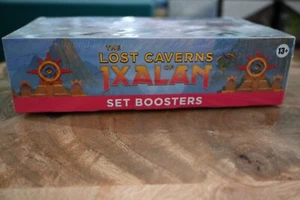 THE
LOST CAVERNS
OF
IXALAN
SET BOOSTERS
13+